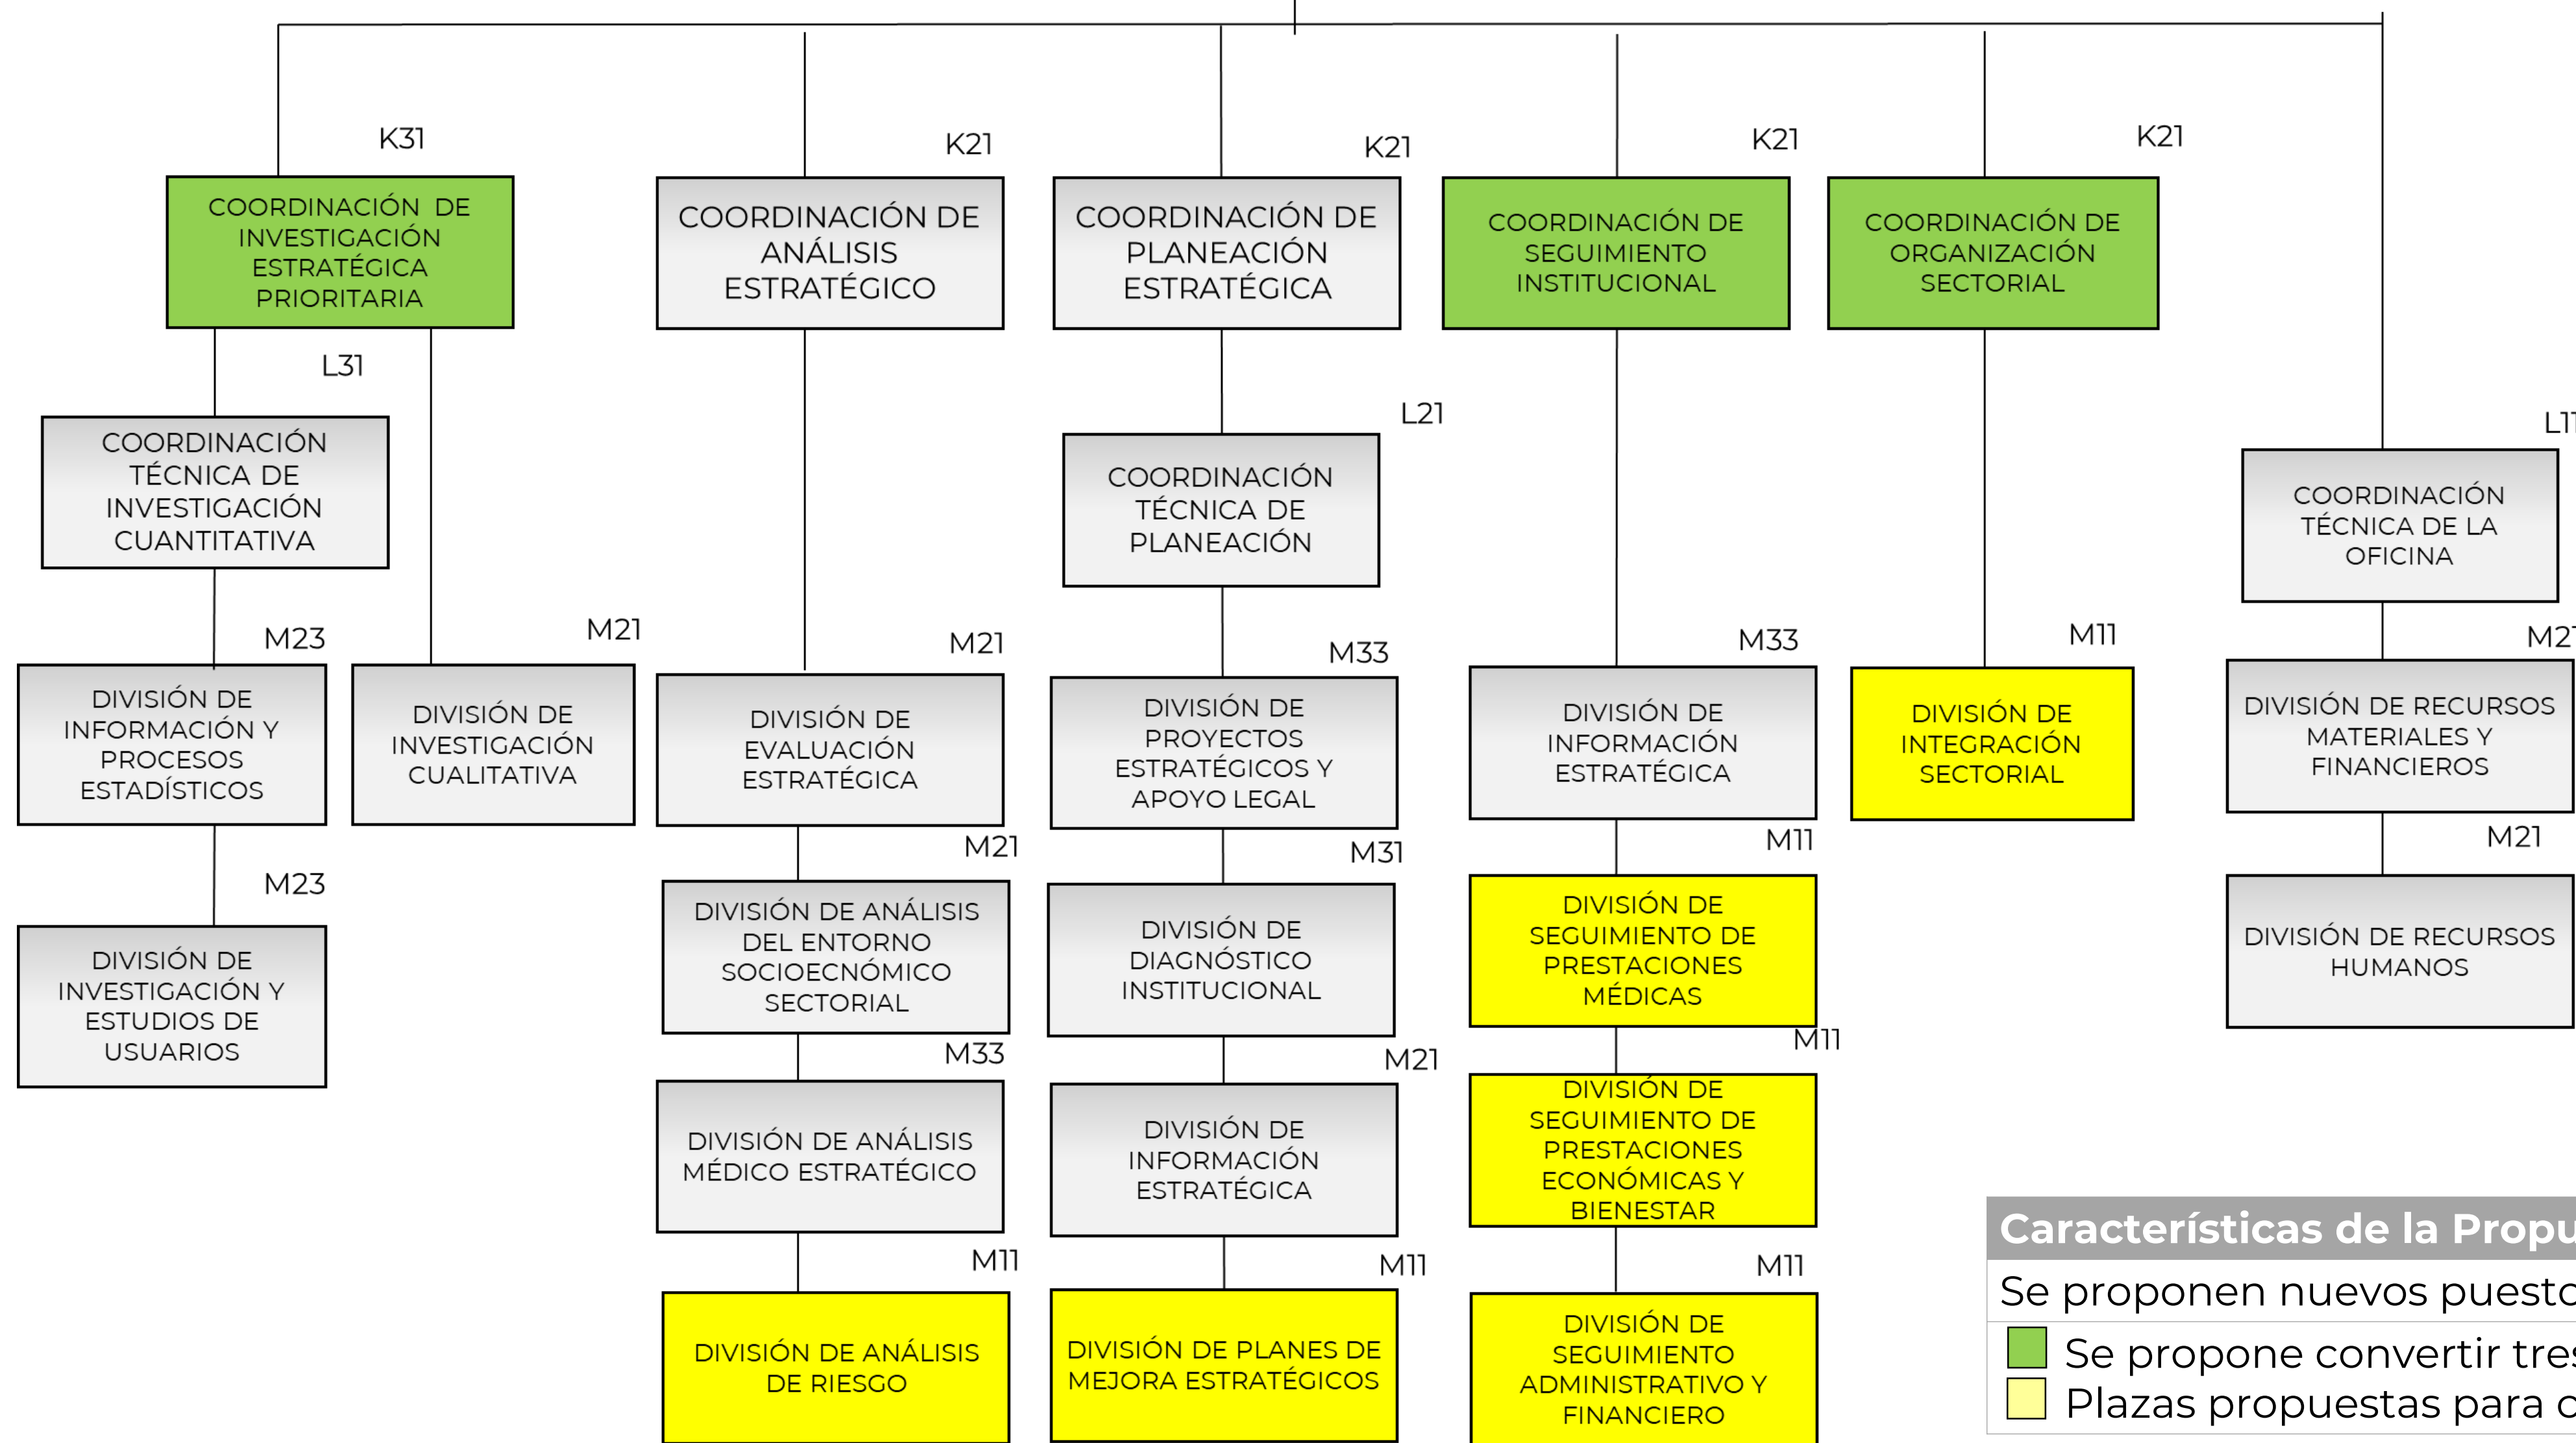 K31
COORDINACIÓN DE
INVESTIGACIÓN
ESTRATÉGICA
PRIORITARIA
L31
COORDINACIÓN
TÉCNICA DE
INVESTIGACIÓN
CUANTITATIVA
M23
DIVISIÓN DE
INFORMACIÓN Y
PROCESOS
ESTADÍSTICOS
M23
DIVISIÓN DE
INVESTIGACIÓN Y
ESTUDIOS DE
USUARIOS
M21
DIVISIÓN DE
INVESTIGACIÓN
CUALITATIVA
K21
COORDINACIÓN DE
ANÁLISIS
ESTRATÉGICO
M21
DIVISIÓN DE
EVALUACIÓN
ESTRATÉGICA
M21
DIVISIÓN DE ANÁLISIS
DEL ENTORNO
SOCIOECNÓMICO
SECTORIAL
M33
DIVISIÓN DE ANÁLISIS
MÉDICO ESTRATÉGICO
M11
DIVISIÓN DE ANÁLISIS
DE RIESGO
K21
COORDINACIÓN DE
PLANEACIÓN
ESTRATÉGICA
L21
COORDINACIÓN
TÉCNICA DE
PLANEACIÓN
M33
DIVISIÓN DE
PROYECTOS
ESTRATÉGICOS Y
APOYO LEGAL
M31
DIVISIÓN DE
DIAGNÓSTICO
INSTITUCIONAL
M21
DIVISIÓN DE
INFORMACIÓN
ESTRATÉGICA
M11
DIVISIÓN DE PLANES DE
MEJORA ESTRATÉGICOS
K21
COORDINACIÓN DE
SEGUIMIENTO
INSTITUCIONAL
M33
DIVISIÓN DE
INFORMACIÓN
ESTRATÉGICA
M11
DIVISIÓN DE
SEGUIMIENTO DE
PRESTACIONES
MÉDICAS
M11
DIVISIÓN DE
SEGUIMIENTO DE
PRESTACIONES
ECONÓMICAS Y
BIENESTAR
M11
DIVISIÓN DE
SEGUIMIENTO
ADMINISTRATIVO Y
FINANCIERO
K21
COORDINACIÓN DE
ORGANIZACIÓN
SECTORIAL
M11
DIVISIÓN DE
INTEGRACIÓN
SECTORIAL
L11
COORDINACIÓN
TÉCNICA DE LA
OFICINA
M21
DIVISIÓN DE RECURSOS
MATERIALES Y
FINANCIEROS
M21
DIVISIÓN DE RECURSOS
HUMANOS
Características de la
Se proponen nuevos
Se propone convertir tres
Plazas propuestas para